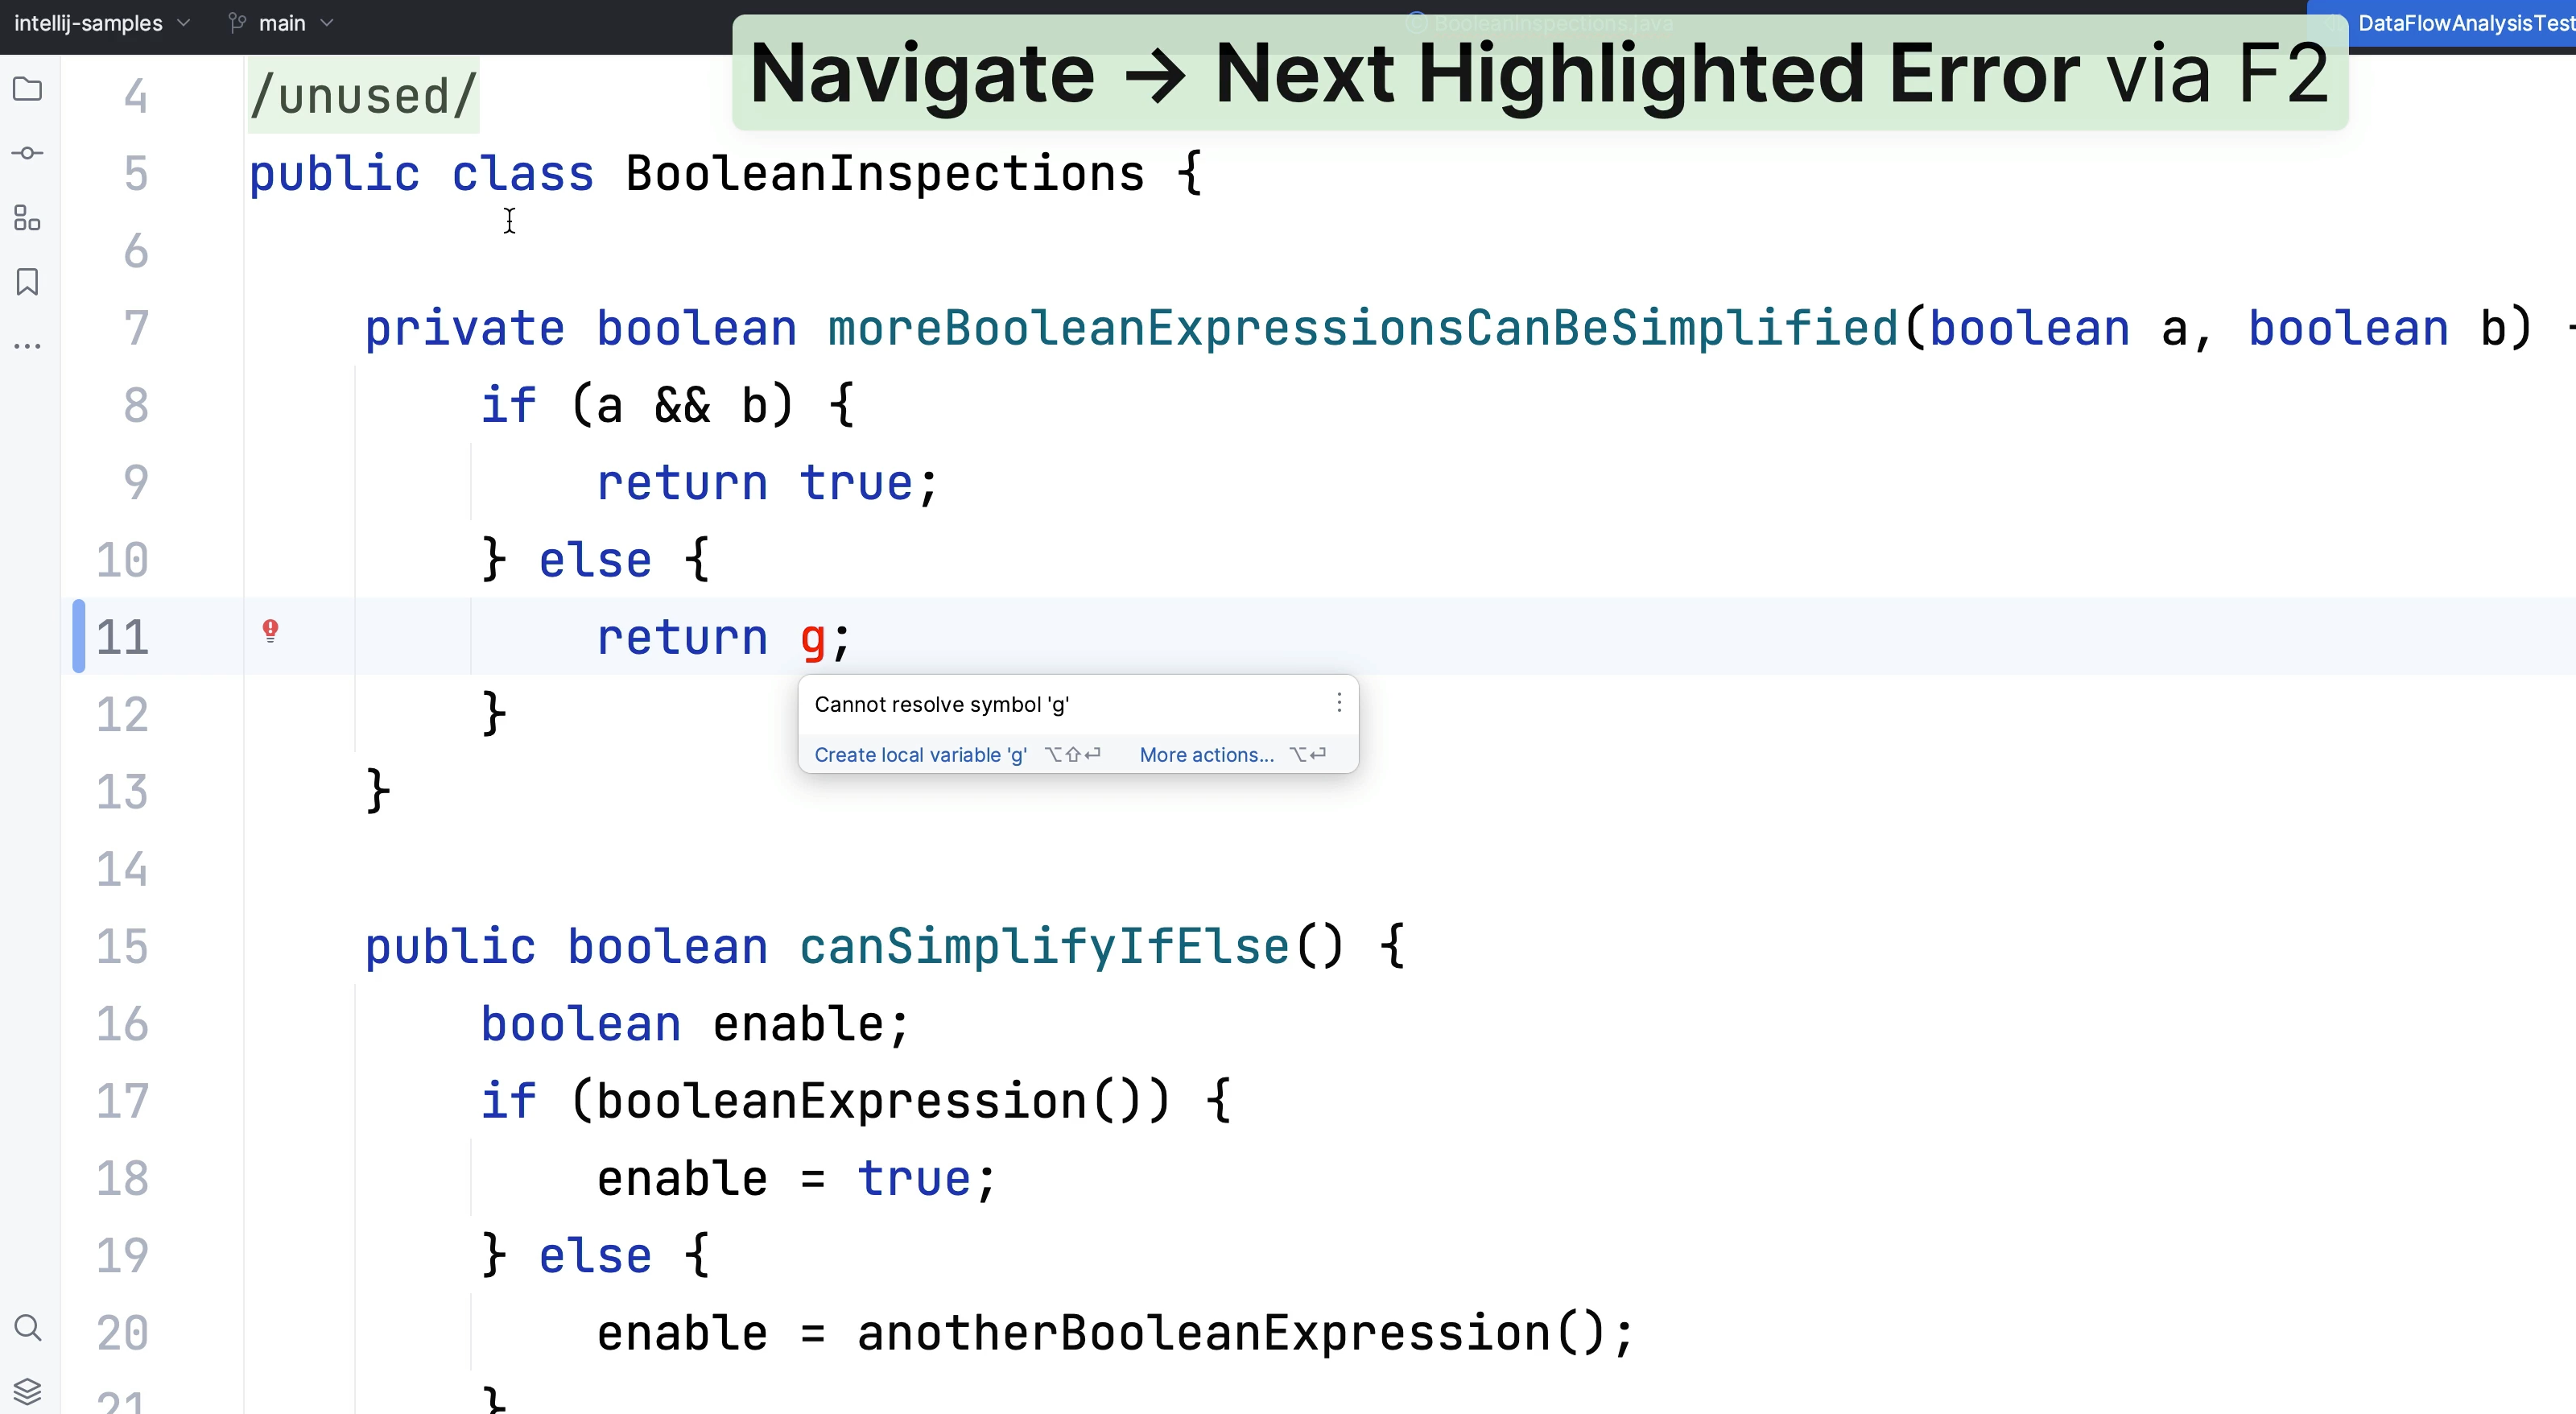 intellij-samples main BooleanInspections.java DataFlowAnalysisTest
Navigate → Next Highlighted Error via F2
4 /unused/
5 public class BooleanInspections {
6
7 private boolean moreBooleanExpressionsCanBeSimplified(boolean a, boolean b)
8 if (a && b) {
9 return true;
10 } else {
11 return g;
Cannot resolve symbol 'g'
Create local variable 'g' ⌥⇧↩ More actions... ⌥↩
12 }
13 }
14
15 public boolean canSimplifyIfElse() {
16 boolean enable;
17 if (booleanExpression()) {
18 enable = true;
19 } else {
20 enable = anotherBooleanExpression();
21 }